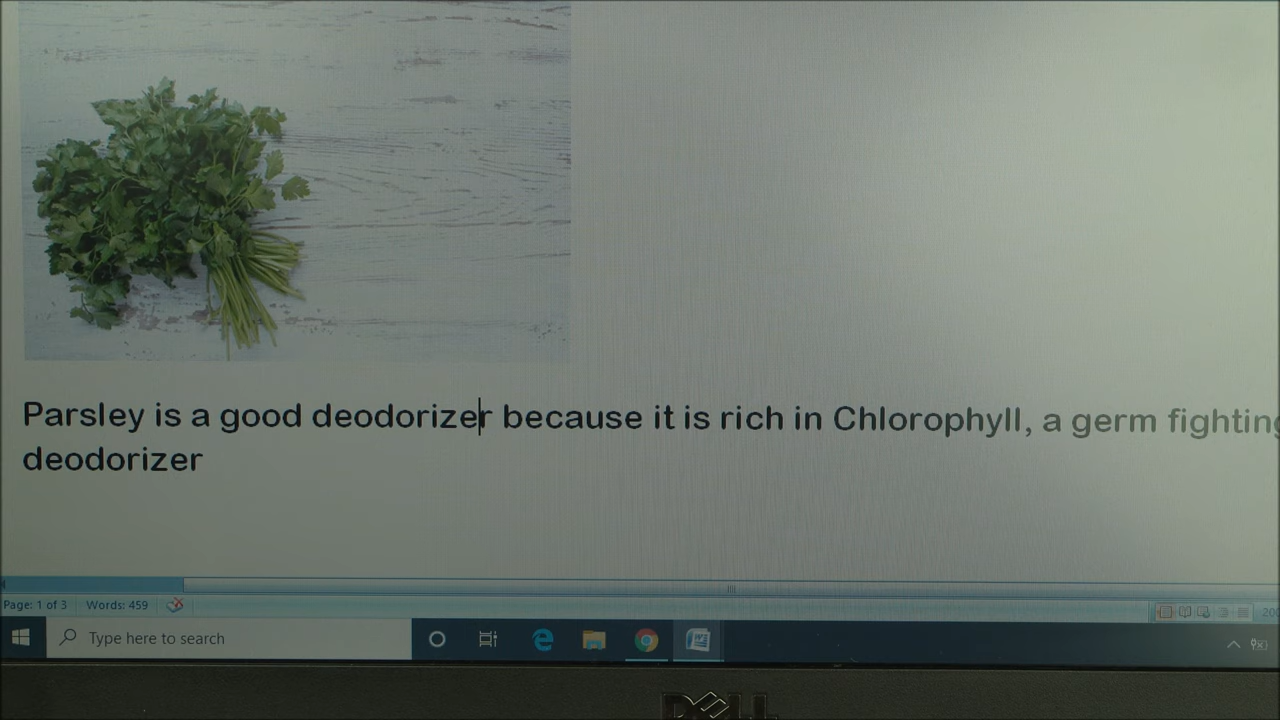 Parsley is a good deodorizer because it is rich in Chlorophyll, a germ fighting
deodorizer
Page: 1 of 3 Words: 459
Type here to search
DELL